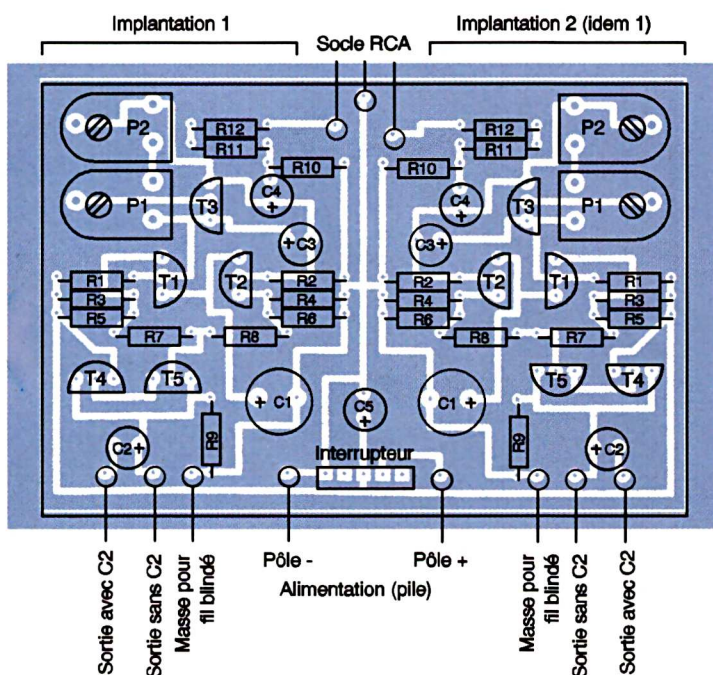 Implantation 1
Implantation 2 (idem 1)
Socle RCA
P2
R12
R11
R10
P1
T3
C4
+
C3
+
R1
T1
T2
R2
R3
R4
R5
R6
R7
R8
T4
T5
C1
+
C5
+
C2
+
R9
R12
R11
P2
R10
C4
+
T3
P1
C3
+
R2
T2
T1
R1
R4
R3
R6
R5
R8
R7
C1
+
T5
T4
R9
C2
+
Interrupteur
Sortie avec C2
Sortie sans C2
Masse pour
fil blindé
Pôle -
Pôle +
Alimentation (pile)
Masse pour
fil blindé
Sortie sans C2
Sortie avec C2